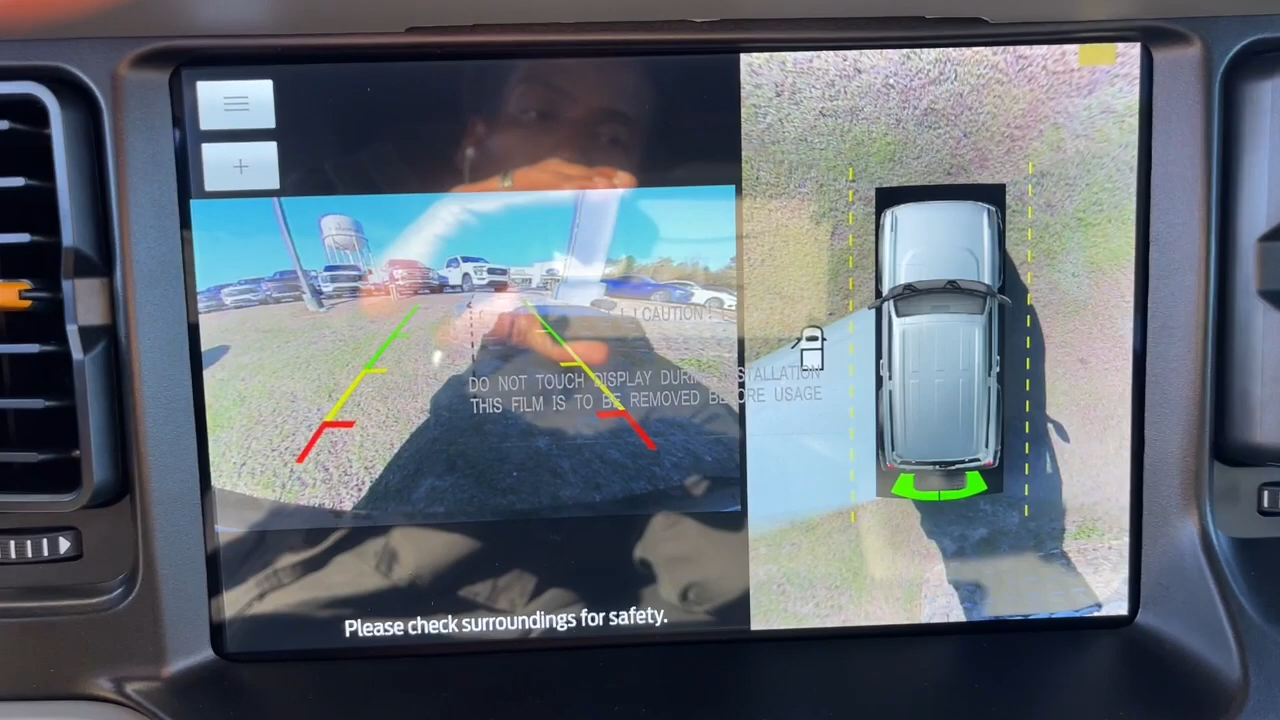 ! ! CAUTION ! !
DO NOT TOUCH DISPLAY DURING INSTALLATION
THIS FILM IS TO BE REMOVED BEFORE USAGE
Please check surroundings for safety.